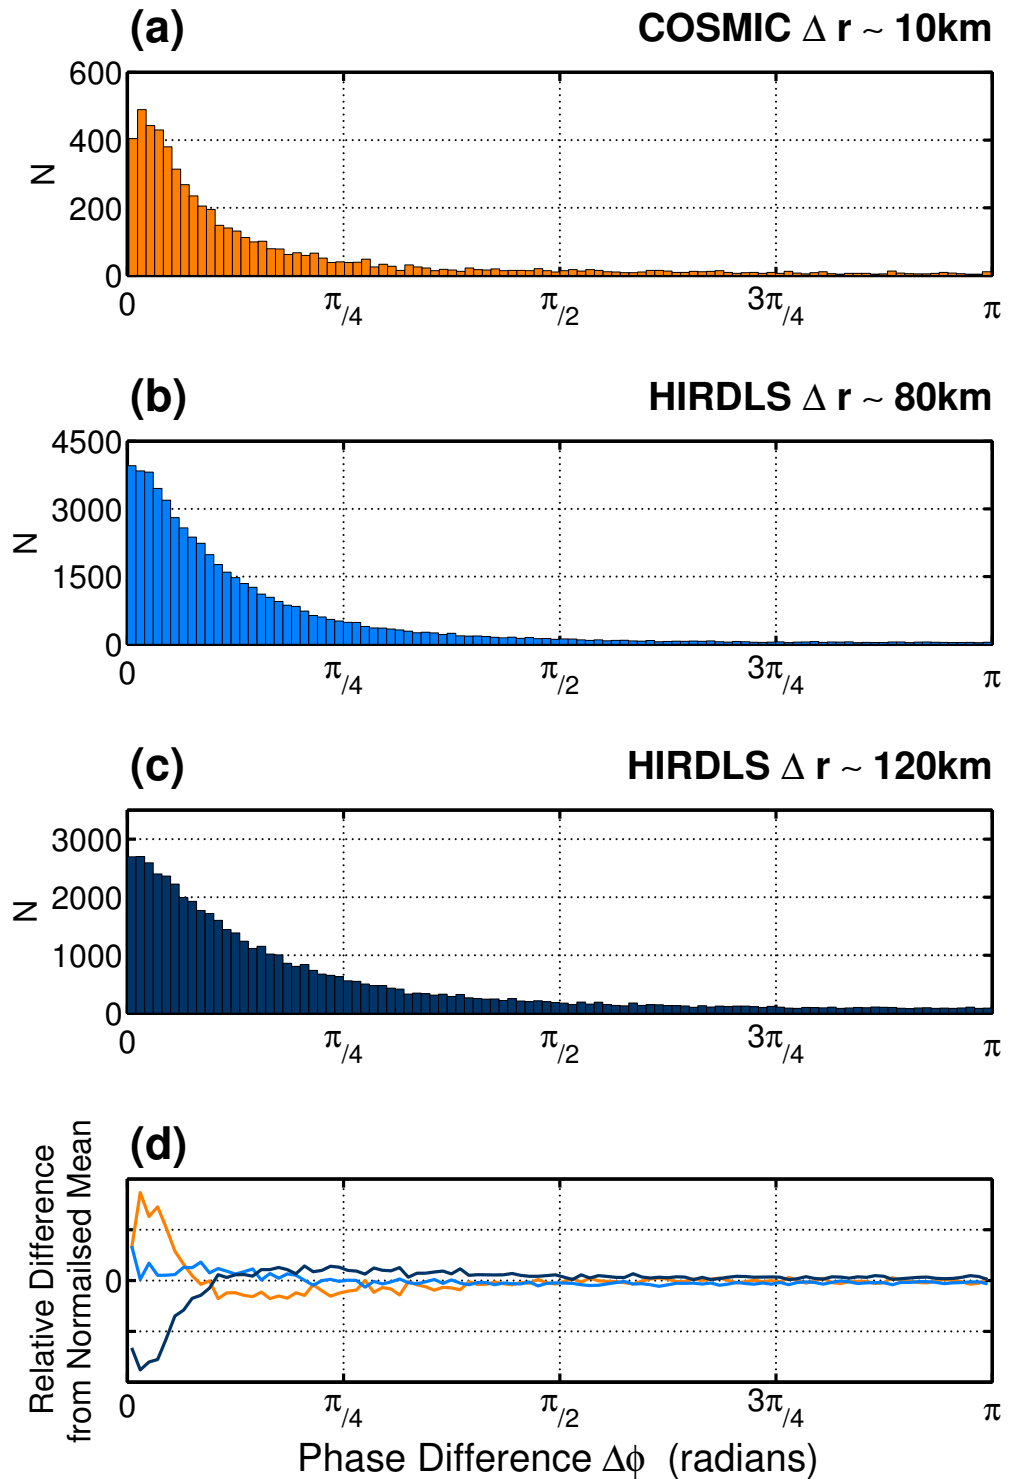 (a) COSMIC Δ r ~ 10km
600
400
200
0
N
0 π/4 π/2 3π/4 π
(b) HIRDLS Δ r ~ 80km
4500
3000
1500
0
N
0 π/4 π/2 3π/4 π
(c) HIRDLS Δ r ~ 120km
3000
2000
1000
0
N
0 π/4 π/2 3π/4 π
(d)
Relative Difference
from Normailsed Mean
0
0 π/4 π/2 3π/4 π
Phase Difference Δϕ (radians)